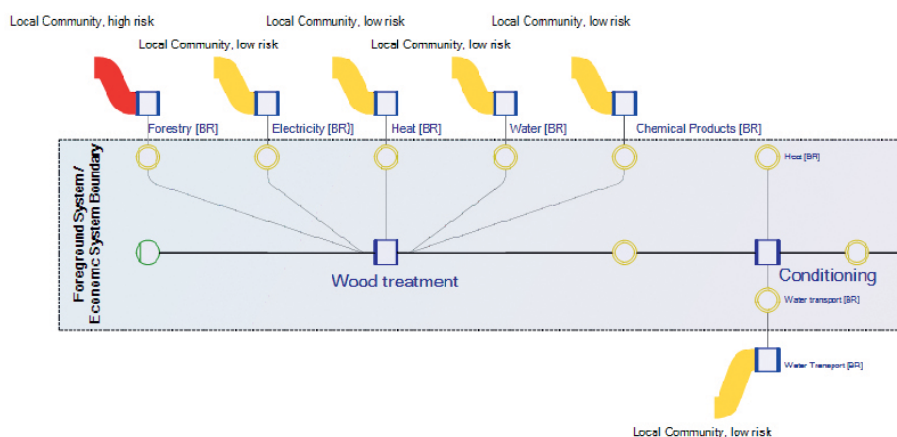 Local Community, high risk
Local Community, low risk
Local Community, low risk
Local Community, low risk
Local Community, low risk
Forestry [BR]
Electricity [BR]]
Heat [BR]
Water [BR]
Chemical Products [BR]
Foreground System/
Economic System Boundary
Heat [BR]
Wood treatment
Conditioning
Water transport [BR]
Water Transport [BR]
Local Community, low risk